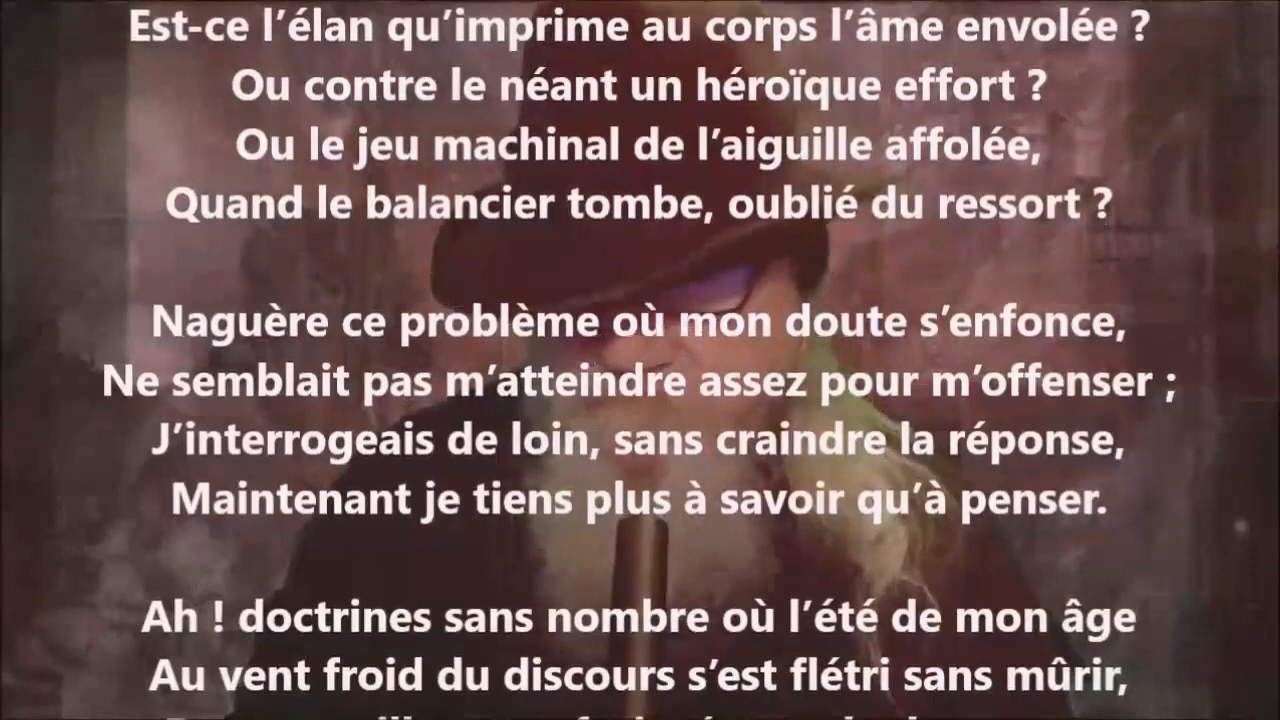 Est-ce l’élan qu’imprime au corps l’âme envolée ?
Ou contre le néant un héroïque effort ?
Ou le jeu machinal de l’aiguille affolée,
Quand le balancier tombe, oublié du ressort ?
Naguère ce problème où mon doute s’enfonce,
Ne semblait pas m’atteindre assez pour m’offenser ;
J’interrogeais de loin, sans craindre la réponse,
Maintenant je tiens plus à savoir qu’à penser.
Ah ! doctrines sans nombre où l’été de mon âge
Au vent froid du discours s’est flétri sans mûrir,